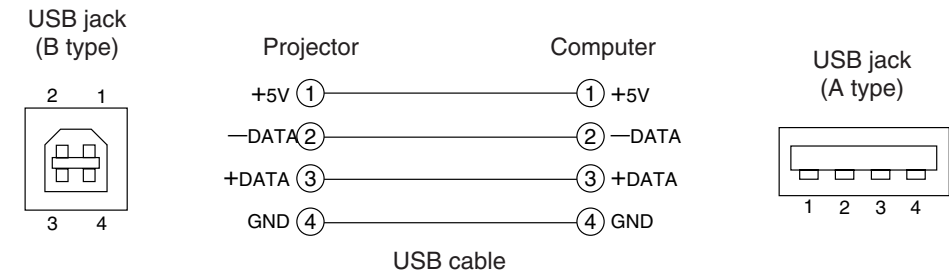 USB jack
(B type)
2 1
3 4
Projector Computer
+5V 1 1 +5V
—DATA 2 2 —DATA
+DATA 3 3 +DATA
GND 4 4 GND
USB cable
USB jack
(A type)
1 2 3 4